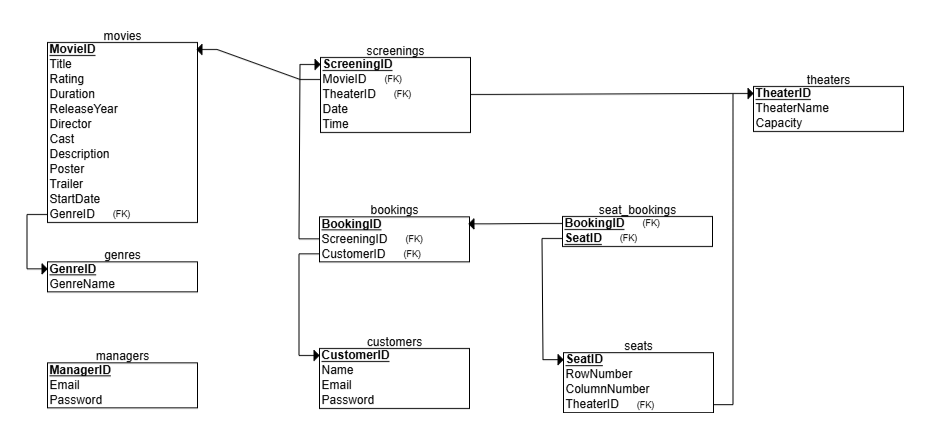 movies
MovieID
Title
Rating
Duration
ReleaseYear
Director
Cast
Description
Poster
Trailer
StartDate
GenreID (FK)
genres
GenreID
GenreName
managers
ManagerID
Email
Password
screenings
ScreeningID
MovieID (FK)
TheaterID (FK)
Date
Time
bookings
BookingID
ScreeningID (FK)
CustomerID (FK)
customers
CustomerID
Name
Email
Password
theaters
TheaterID
TheaterName
Capacity
seat_bookings
BookingID (FK)
SeatID (FK)
seats
SeatID
RowNumber
ColumnNumber
TheaterID (FK)